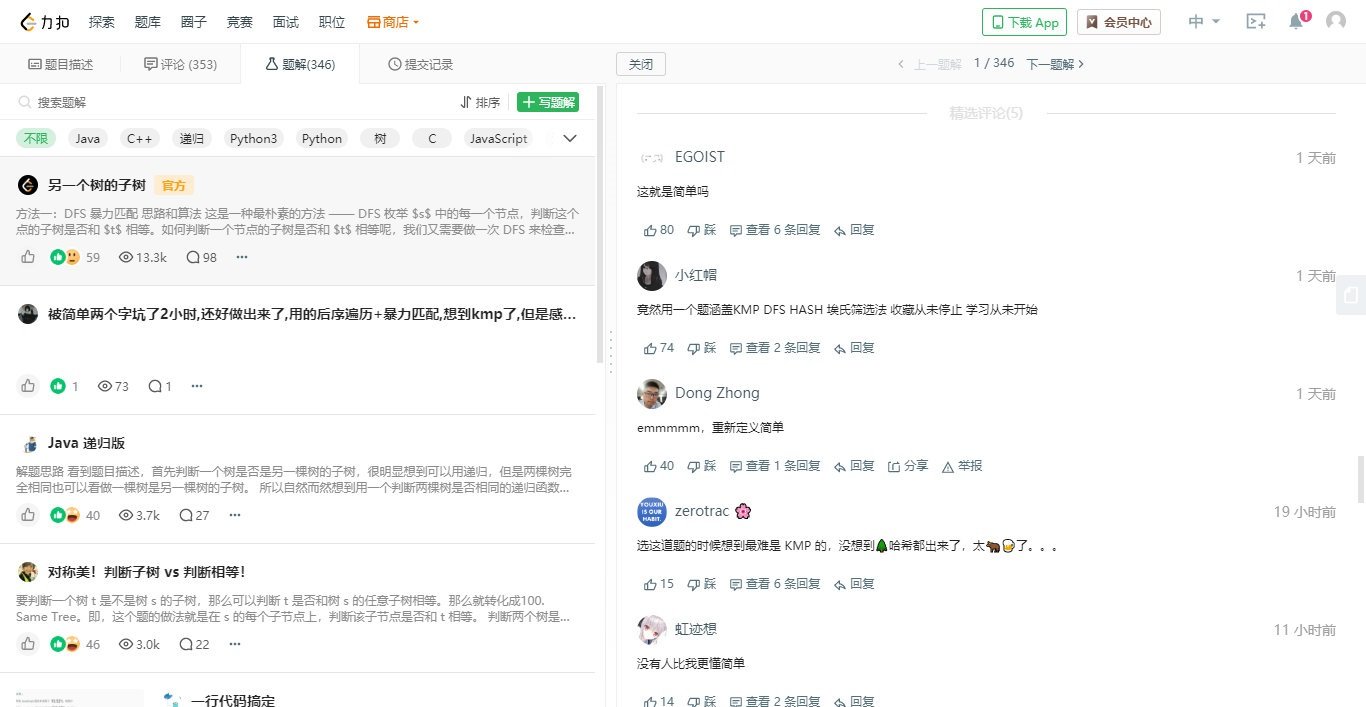 力扣 探索 题库 圈子 竞赛 面试 职位 商店 下载 App 会员中心 中 1
题目描述 评论 (353) 题解(346) 提交记录 关闭 上一题解 1 / 346 下一题解
搜索题解 排序 写题解
不限 Java C++ 递归 Python3 Python 树 C JavaScript
另一个树的子树 官方
方法一：DFS 暴力匹配 思路和算法 这是一种最朴素的方法 —— DFS 枚举 $s$ 中的每一个节点，判断这个
点的子树是否和 $t$ 相等。如何判断一个节点的子树是否和 $t$ 相等呢，我们又需要做一次 DFS 来检查...
59 13.3k 98 ...
被简单两个字坑了2小时,还好做出来了,用的后序遍历+暴力匹配,想到kmp了,但是感...
1 73 1 ...
Java 递归版
解题思路 看到题目描述，首先判断一个树是否是另一棵树的子树，很明显想到可以用递归，但是两棵树完
全相同也可以看做一棵树是另一棵树的子树。 所以自然而然想到用一个判断两棵树是否相同的递归函数...
40 3.7k 27 ...
对称美！判断子树 vs 判断相等！
要判断一个树 t 是不是树 s 的子树，那么可以判断 t 是否和树 s 的任意子树相等。那么就转化成100.
Same Tree。即，这个题的做法就是在 s 的每个子节点上，判断该子节点是否和 t 相等。 判断两个树是...
46 3.0k 22 ...
一行代码搞定
精选评论(5)
EGOIST 1 天前
这就是简单吗
80 踩 查看 6 条回复 回复
小红帽 1 天前
竟然用一个题涵盖KMP DFS HASH 埃氏筛选法 收藏从未停止 学习从未开始
74 踩 查看 2 条回复 回复
Dong Zhong 1 天前
emmmmm，重新定义简单
40 踩 查看 1 条回复 回复 分享 举报
YOUXIU IS OUR HABIT.
zerotrac 🌸 19 小时前
选这道题的时候想到最难是 KMP 的，没想到🌲哈希都出来了，太🐂🍺了。。。
15 踩 查看 6 条回复 回复
虹迹想 11 小时前
没有人比我更懂简单
14 踩 查看 2 条回复 回复